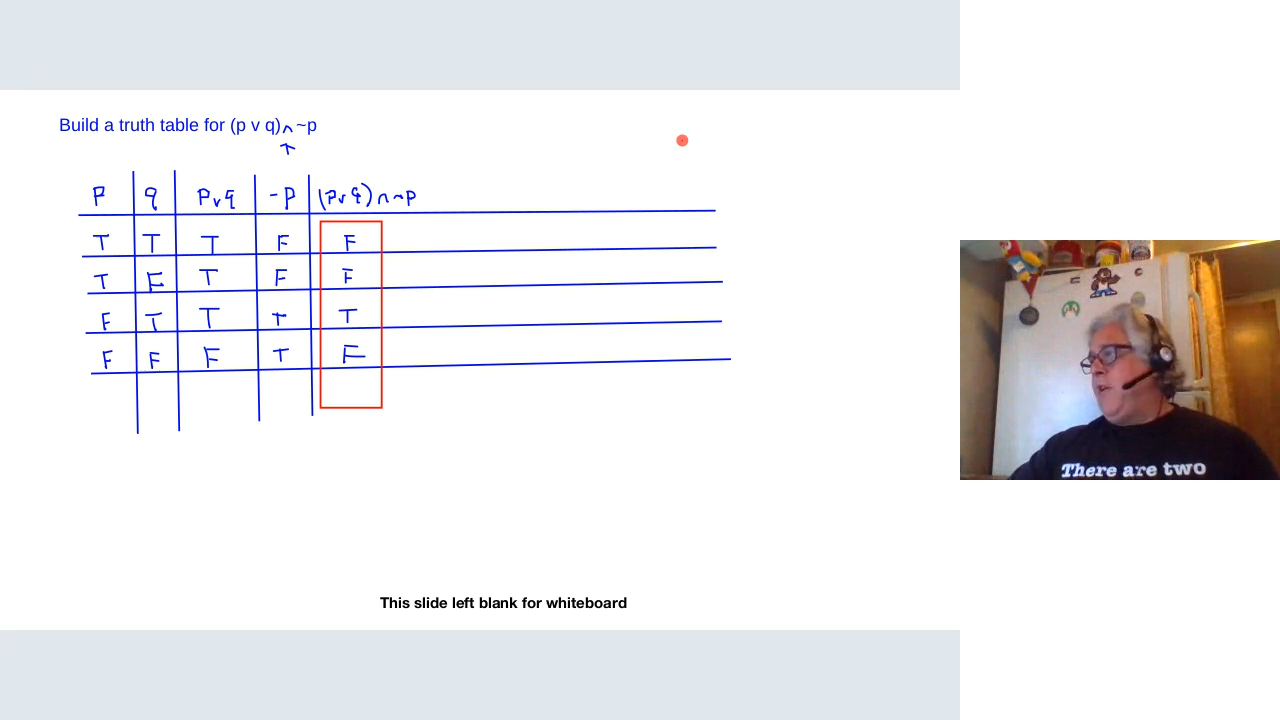 Build a truth table for (p v q)∧~p
P q P∨q -P (P∨q)∩~P
T T T F F
T F T F F
F T T T T
F F F T F
This slide left blank for whiteboard
There are two